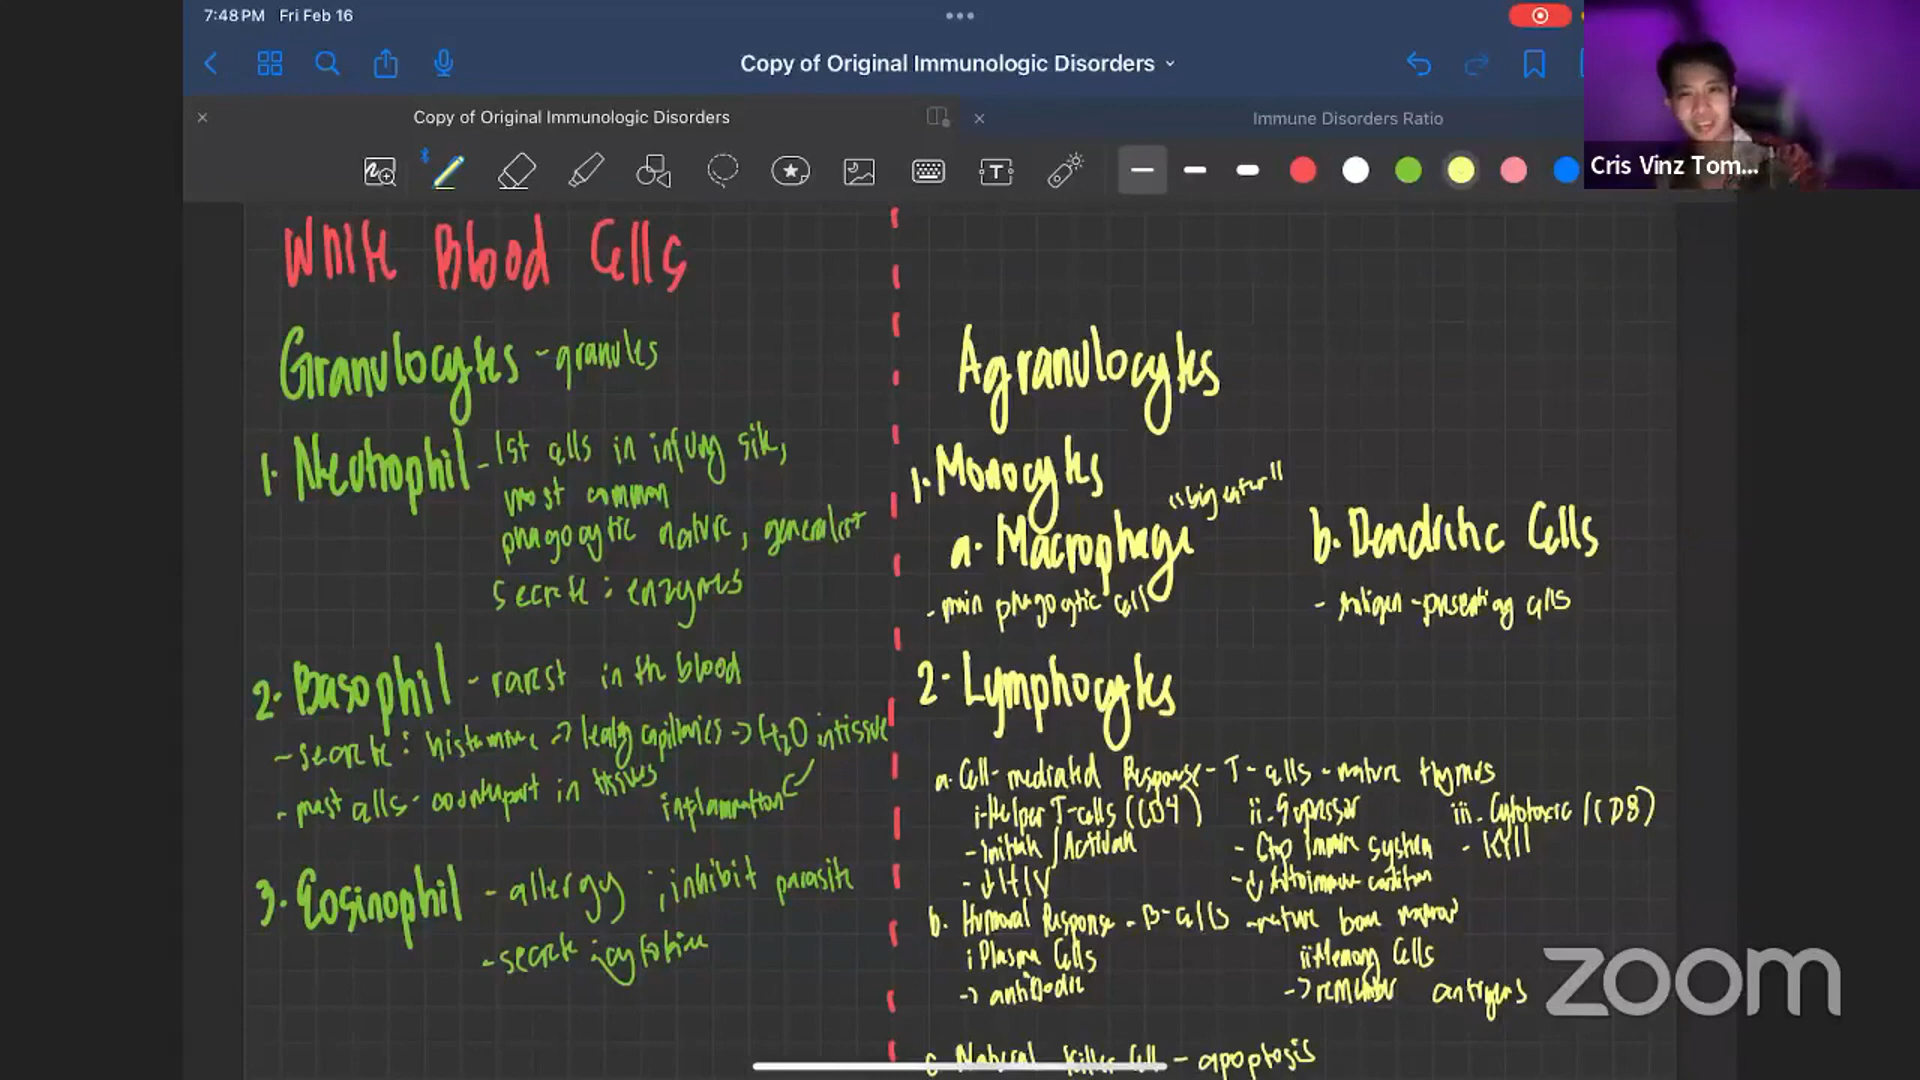 7:48 PM Fri Feb 16
Copy of Original Immunologic Disorders
Copy of Original Immunologic Disorders
Immune Disorders Ratio
Cris Vinz Tom...
White Blood Cells
Granulocytes - granules
1. Neutrophil - 1st cells in injury site,
most common
phagocytic nature, generalist
secrete : enzymes
2. Basophil - rarest in the blood
- secrete : histamine -> leaky capillaries -> H2O in tissue
- mast cells - counterpart in tissues
inflammation
3. Eosinophil - allergy ; inhibit parasite
- secrete : cytokine
Agranulocytes
1. Monocytes
a. Macrophage "big eater"
- main phagocytic cell
b. Dendritic Cells
- Antigen - presenting cells
2. Lymphocytes
a. Cell-mediated Response - T-cells - mature thymus
i. Helper T-cells (CD4)
- Initiate / Activate
- ↓ HIV
ii. Supressor
- Stop Immune system
- ↓ Autoimmune condition
iii. Cytotoxic (CD8)
- Kill
b. Humoral Response - B-cells - mature bone marrow
i Plasma Cells
-> antibodie
ii Memory Cells
-> remember antigens
c. Natural Killer Cell - apoptosis
zoom